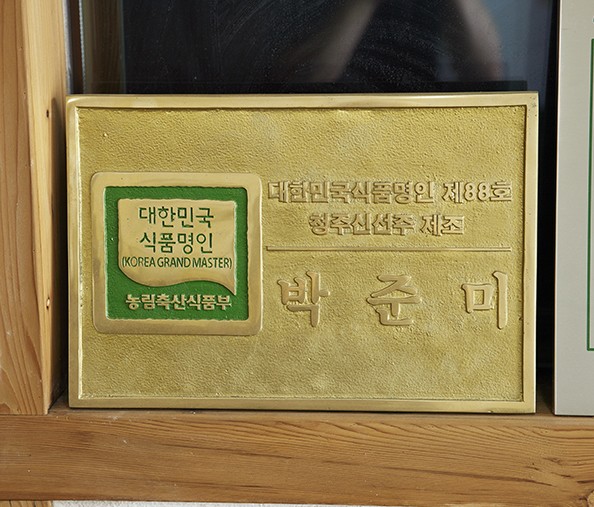 대한민국
식품명인
(KOREA GRAND MASTER)
농림축산식품부
대한민국식품명인 제88호
청주신선주 제조
박 준 미